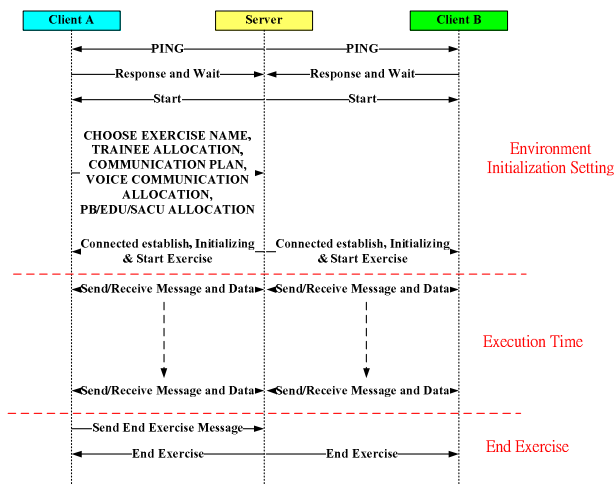 Client A
Server
Client B
PING
PING
Response and Wait
Response and Wait
Start
Start
CHOOSE EXERCISE NAME,
TRAINEE ALLOCATION,
COMMUNICATION PLAN,
VOICE COMMUNICATION
ALLOCATION,
PB/EDU/SACU ALLOCATION
Environment
Initialization Setting
Connected establish, Initializing
& Start Exercise
Connected establish, Initializing
& Start Exercise
Send/Receive Message and Data
Send/Receive Message and Data
Execution Time
Send/Receive Message and Data
Send/Receive Message and Data
Send End Exercise Message
End Exercise
End Exercise
End Exercise